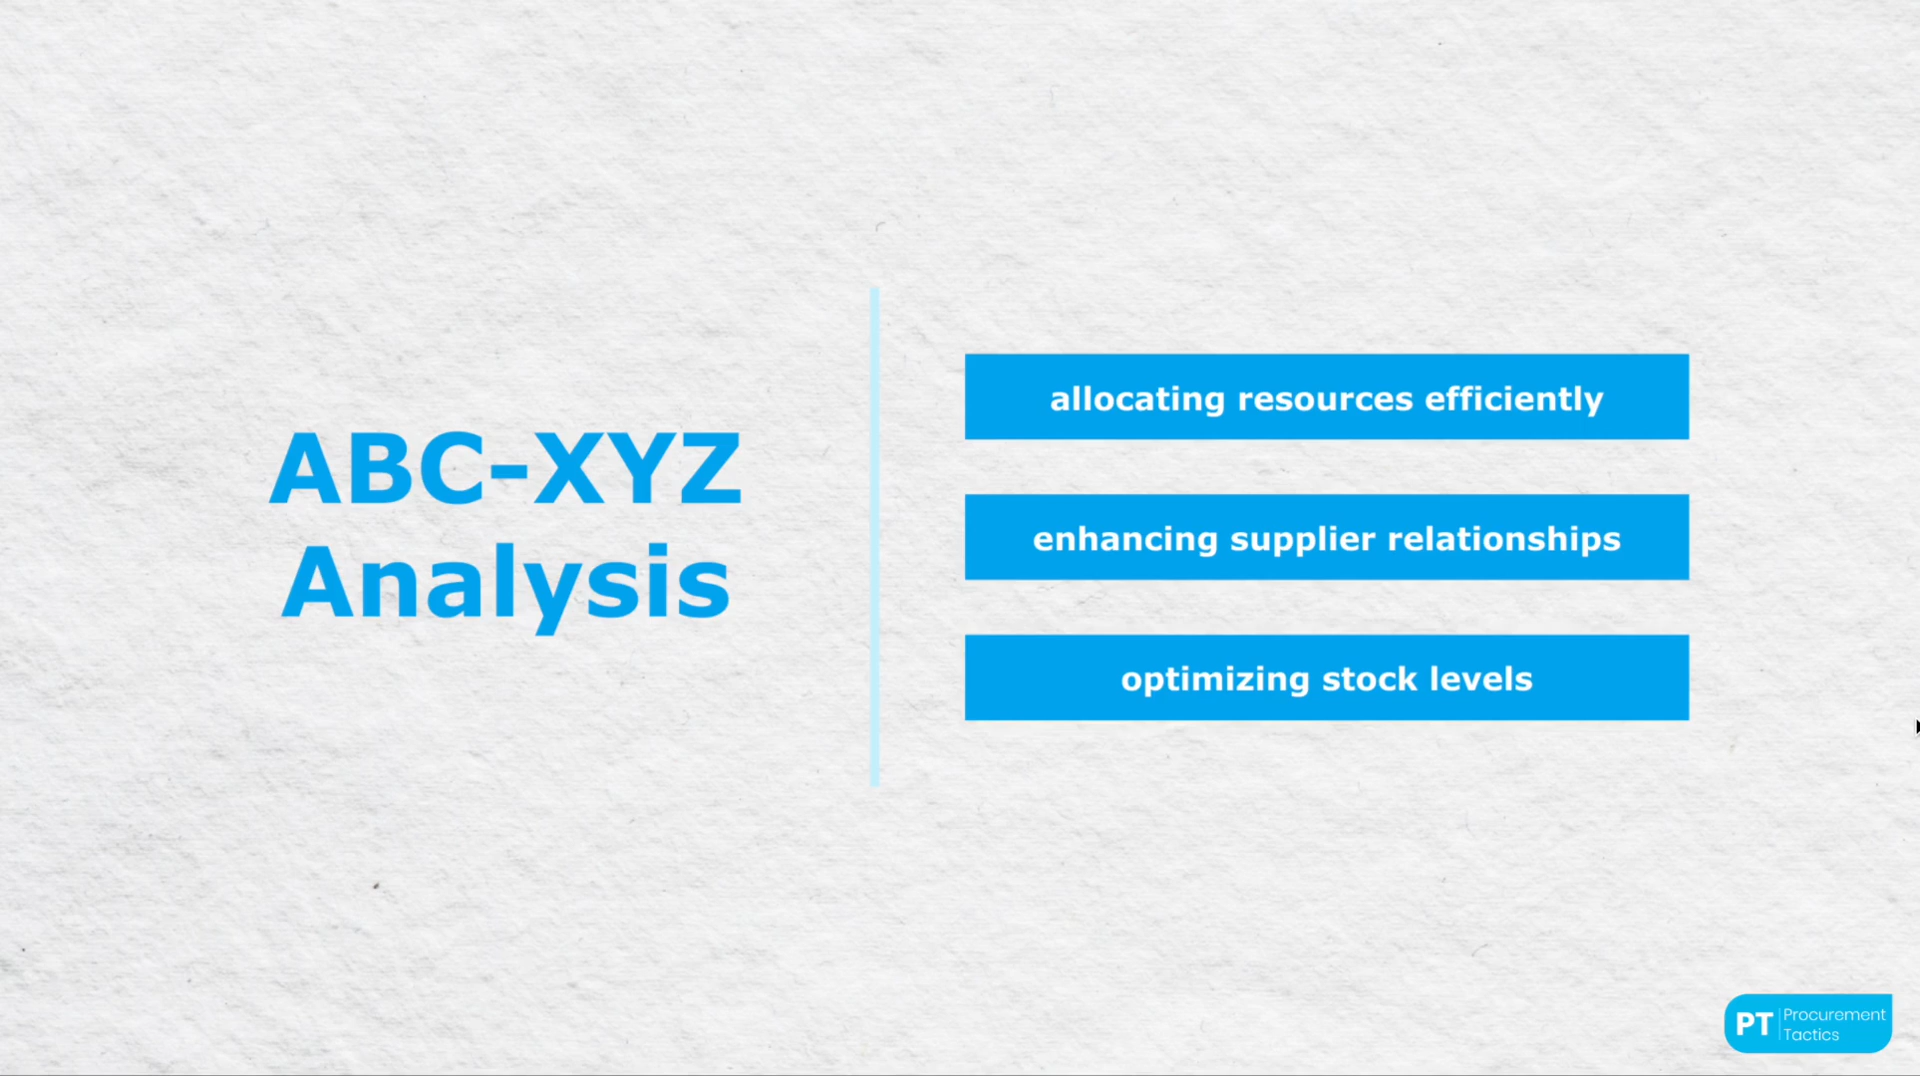 ABC-XYZ
Analysis
allocating resources efficiently
enhancing supplier relationships
optimizing stock levels
PT Procurement
Tactics